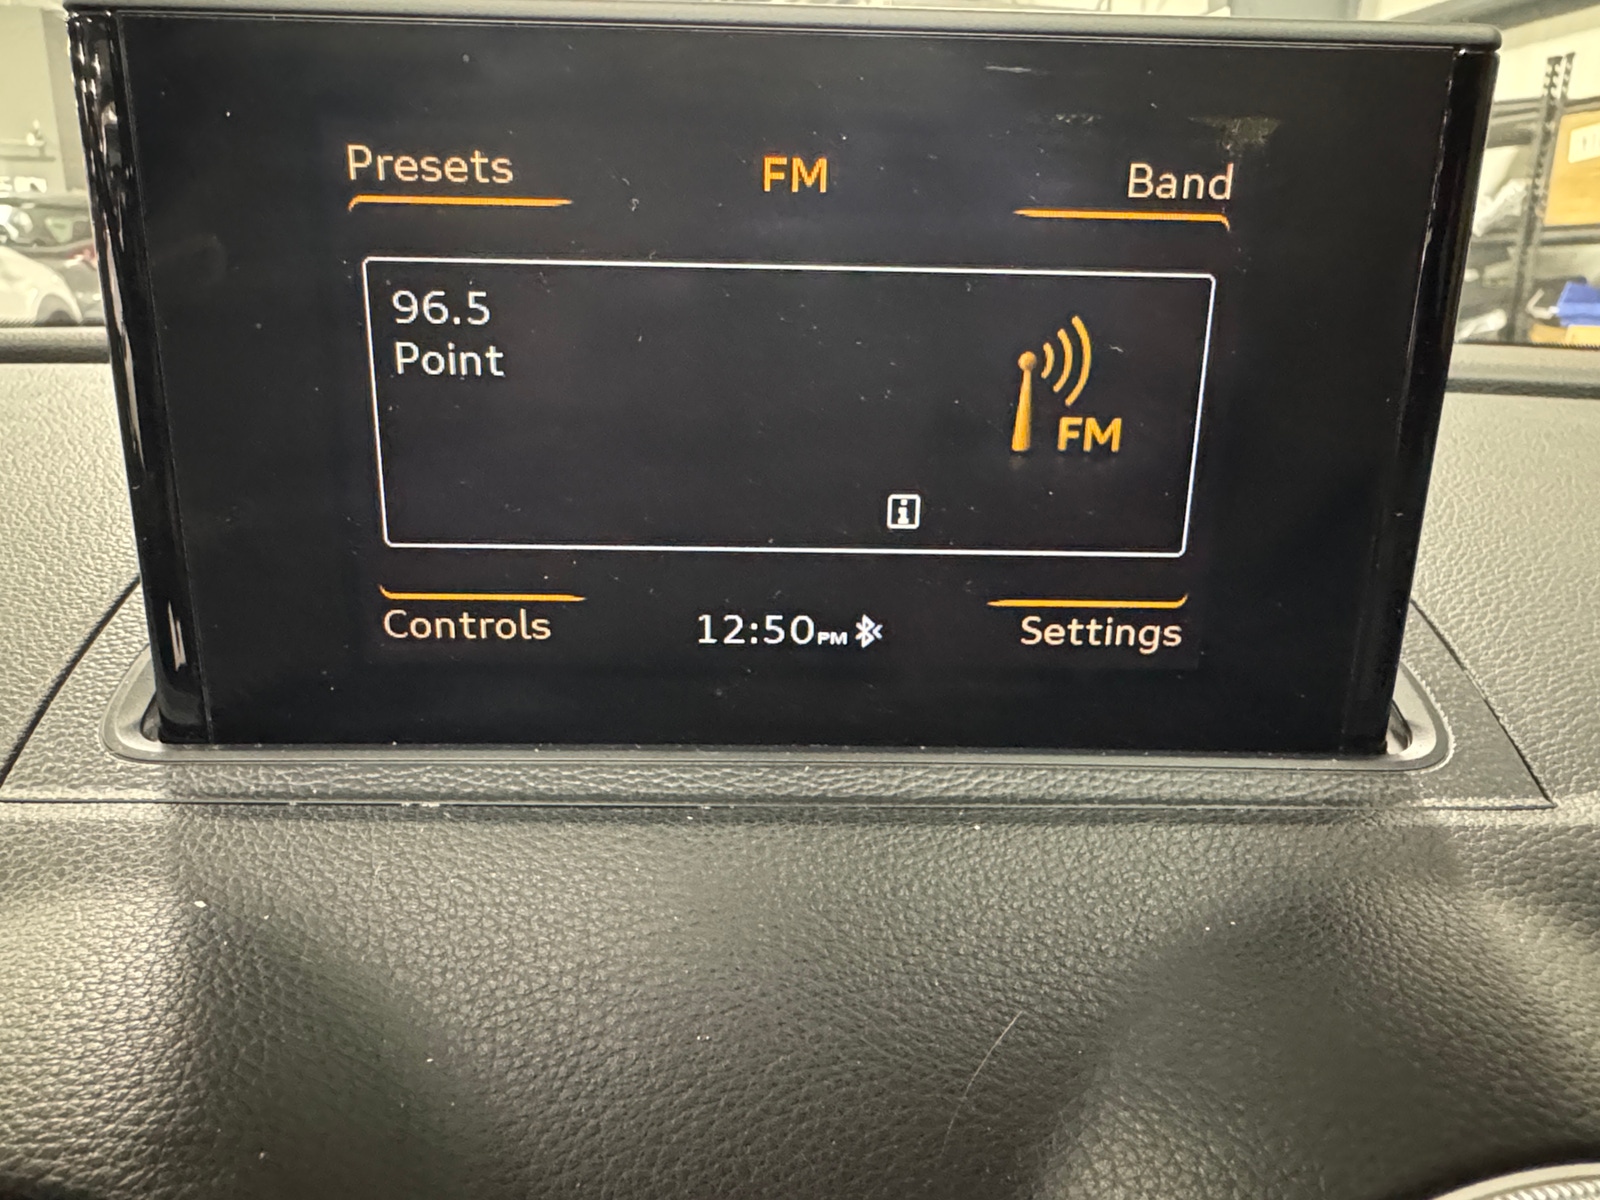 Presets
FM
Band
96.5
Point
FM
i
Controls
12:50PM
Settings